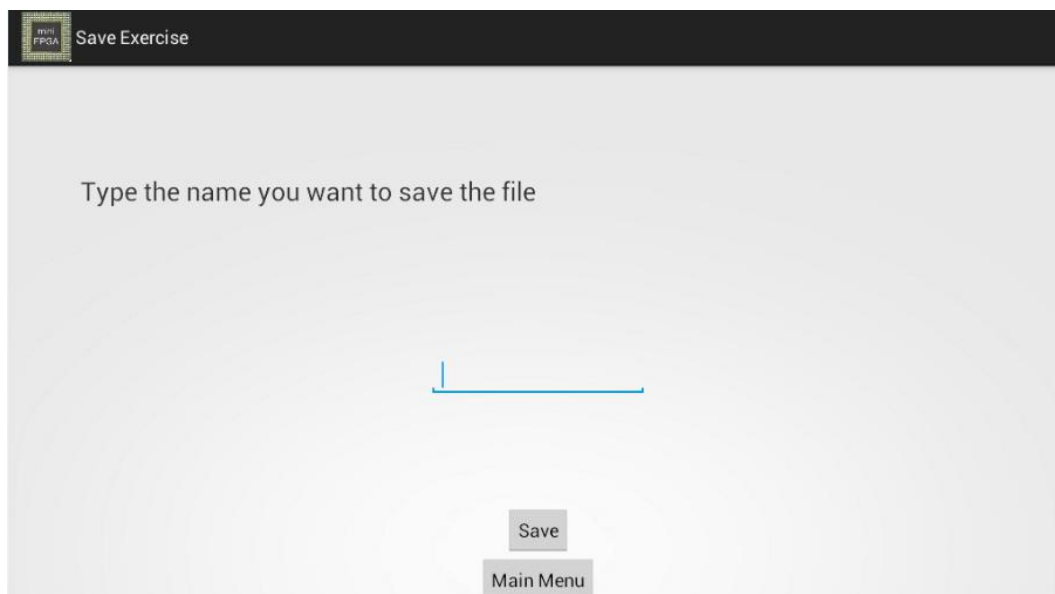 mini
FPGA
Save Exercise
Type the name you want to save the file
Save
Main Menu